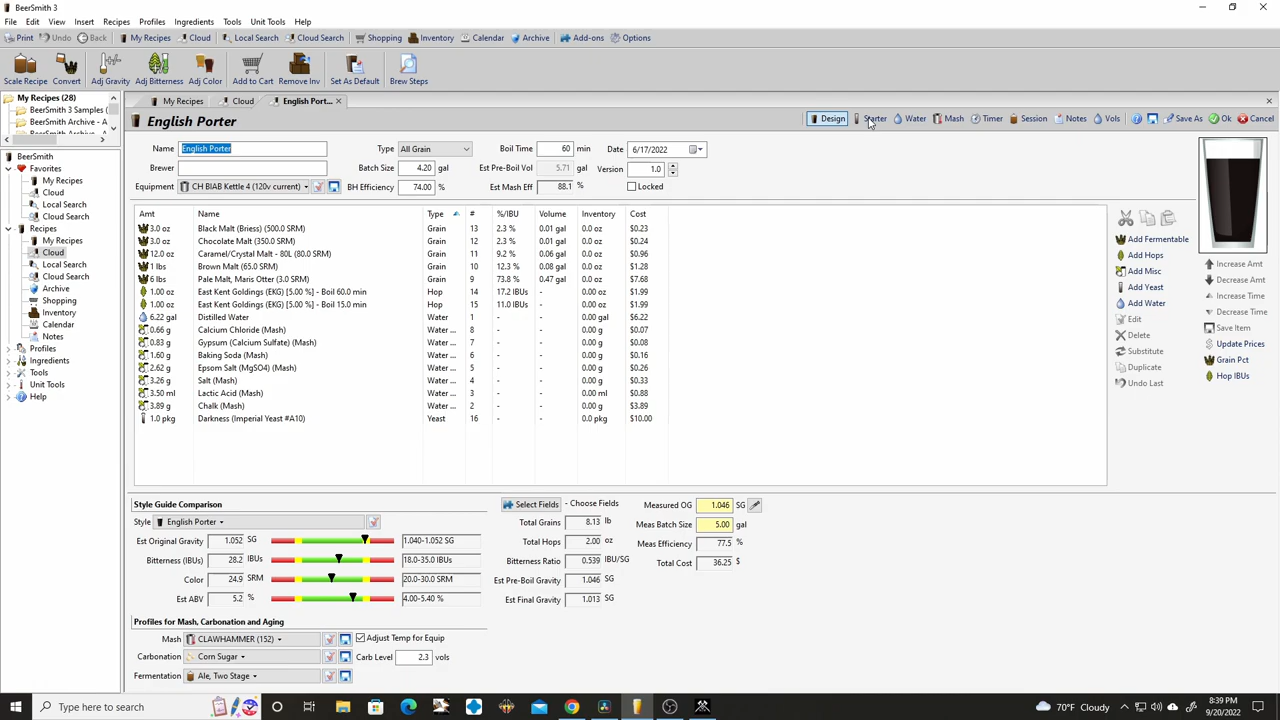 BeerSmith 3
File Edit View Insert Recipes Profiles Ingredients Tools Unit Tools Help
Print Undo Back My Recipes Cloud Local Search Cloud Search Shopping Inventory Calendar Archive Add-ons Options
Scale Recipe Convert Adj Gravity Adj Bitterness Adj Color Add to Cart Remove Inv Set As Default Brew Steps
My Recipes (28)
BeerSmith 3 Samples (
BeerSmith Archive - A
BeerSmith Archive - A
My Recipes Cloud English Port...
English Porter
Design Starter Water Mash Timer Session Notes Vols Save As Ok Cancel
Name English Porter Type All Grain Boil Time 60 min Date 6/17/2022
Brewer Batch Size 4.20 gal Est Pre-Boil Vol 5.71 gal Version 1.0
Equipment CH BIAB Kettle 4 (120v current) BH Efficiency 74.00 % Est Mash Eff 88.1 % Locked
BeerSmith
Favorites
My Recipes
Cloud
Local Search
Cloud Search
Recipes
My Recipes
Cloud
Local Search
Cloud Search
Archive
Shopping
Inventory
Calendar
Notes
Profiles
Ingredients
Tools
Unit Tools
Help
Amt Name Type # %/IBU Volume Inventory Cost
3.0 oz Black Malt (Briess) (500.0 SRM) Grain 13 2.3 % 0.01 gal 0.0 oz $0.23
3.0 oz Chocolate Malt (350.0 SRM) Grain 12 2.3 % 0.01 gal 0.0 oz $0.24
12.0 oz Caramel/Crystal Malt - 80L (80.0 SRM) Grain 11 9.2 % 0.06 gal 0.0 oz $0.96
1 lbs Brown Malt (65.0 SRM) Grain 10 12.3 % 0.08 gal 0.0 oz $1.28
6 lbs Pale Malt, Maris Otter (3.0 SRM) Grain 9 73.8 % 0.47 gal 0.0 oz $7.68
1.00 oz East Kent Goldings (EKG) [5.00 %] - Boil 60.0 min Hop 14 17.2 IBUs - 0.00 oz $1.99
1.00 oz East Kent Goldings (EKG) [5.00 %] - Boil 15.0 min Hop 15 11.0 IBUs - 0.00 oz $1.99
6.22 gal Distilled Water Water 1 - - 0.00 gal $6.22
0.66 g Calcium Chloride (Mash) Water ... 8 - - 0.00 g $0.07
0.83 g Gypsum (Calcium Sulfate) (Mash) Water ... 7 - - 0.00 g $0.08
1.60 g Baking Soda (Mash) Water ... 6 - - 0.00 g $0.16
2.62 g Epsom Salt (MgSO4) (Mash) Water ... 5 - - 0.00 g $0.26
3.26 g Salt (Mash) Water ... 4 - - 0.00 g $0.33
3.50 ml Lactic Acid (Mash) Water ... 3 - - 0.00 ml $0.88
3.89 g Chalk (Mash) Water ... 2 - - 0.00 g $3.89
1.0 pkg Darkness (Imperial Yeast #A10) Yeast 16 - - 0.0 pkg $10.00
Add Fermentable
Add Hops
Add Misc
Add Yeast
Add Water
Edit
Delete
Substitute
Duplicate
Undo Last
Increase Amt
Decrease Amt
Increase Time
Decrease Time
Save Item
Update Prices
Grain Pct
Hop IBUs
Style Guide Comparison
Style English Porter
Est Original Gravity 1.052 SG 1.040-1.052 SG
Bitterness (IBUs) 28.2 IBUs 18.0-35.0 IBUs
Color 24.9 SRM 20.0-30.0 SRM
Est ABV 5.2 % 4.00-5.40 %
Select Fields - Choose Fields
Total Grains 8.13 lb
Total Hops 2.00 oz
Bitterness Ratio 0.539 IBU/SG
Est Pre-Boil Gravity 1.046 SG
Est Final Gravity 1.013 SG
Measured OG 1.046 SG
Meas Batch Size 5.00 gal
Meas Efficiency 77.5 %
Total Cost 36.25 $
Profiles for Mash, Carbonation and Aging
Mash CLAWHAMMER (152) Adjust Temp for Equip
Carbonation Corn Sugar Carb Level 2.3 vols
Fermentation Ale, Two Stage
Type here to search
70°F Cloudy
8:39 PM
9/20/2022